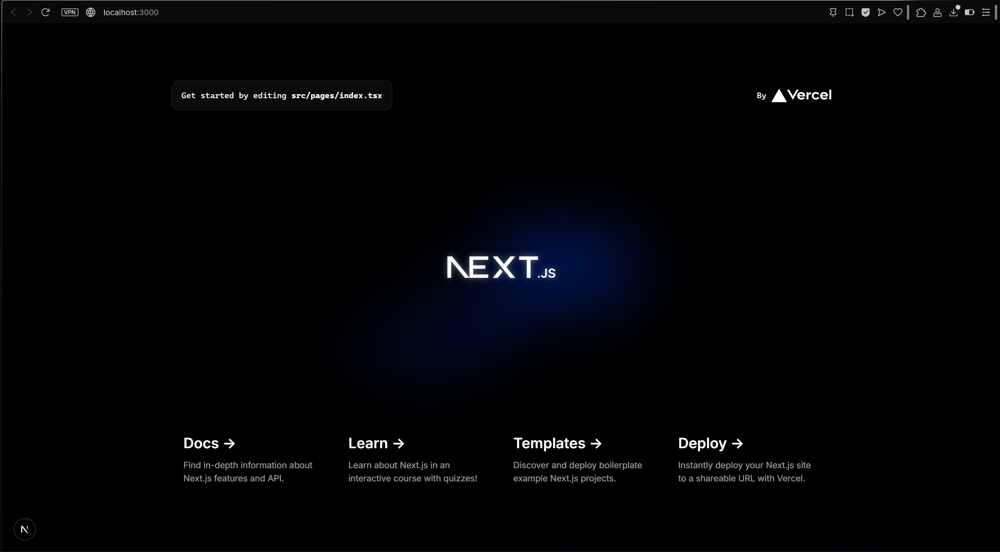 VPN
localhost:3000
Get started by editing src/pages/index.tsx
By Vercel
NEXT.JS
Docs →
Find in-depth information about
Next.js features and API.
Learn →
Learn about Next.js in an
interactive course with quizzes!
Templates →
Discover and deploy boilerplate
example Next.js projects.
Deploy →
Instantly deploy your Next.js site
to a shareable URL with Vercel.
N